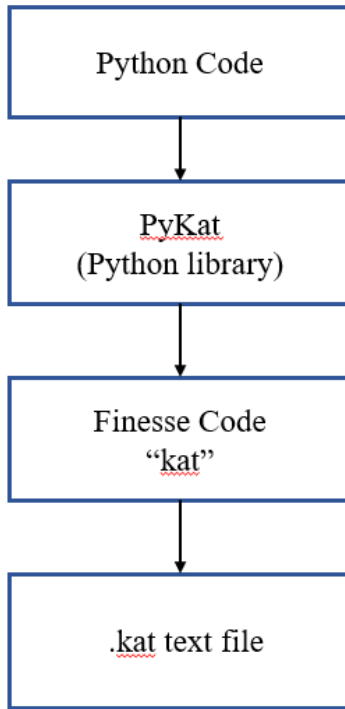 Python Code
PyKat
(Python library)
Finesse Code
“kat”
.kat text file